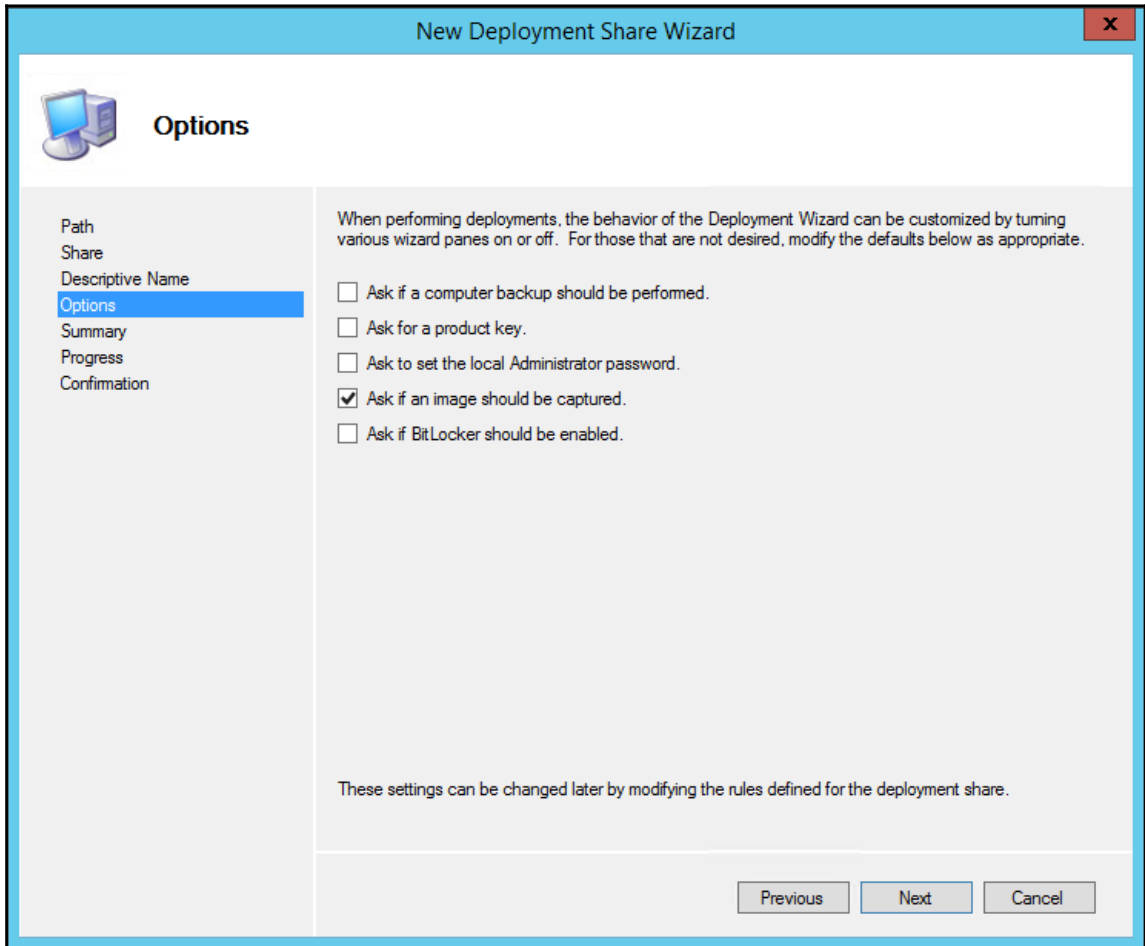 New Deployment Share Wizard
x
Options
Path
Share
Descriptive Name
Options
Summary
Progress
Confirmation
When performing deployments, the behavior of the Deployment Wizard can be customized by turning
various wizard panes on or off.  For those that are not desired, modify the defaults below as appropriate.
Ask if a computer backup should be performed.
Ask for a product key.
Ask to set the local Administrator password.
Ask if an image should be captured.
Ask if BitLocker should be enabled.
These settings can be changed later by modifying the rules defined for the deployment share.
Previous Next Cancel